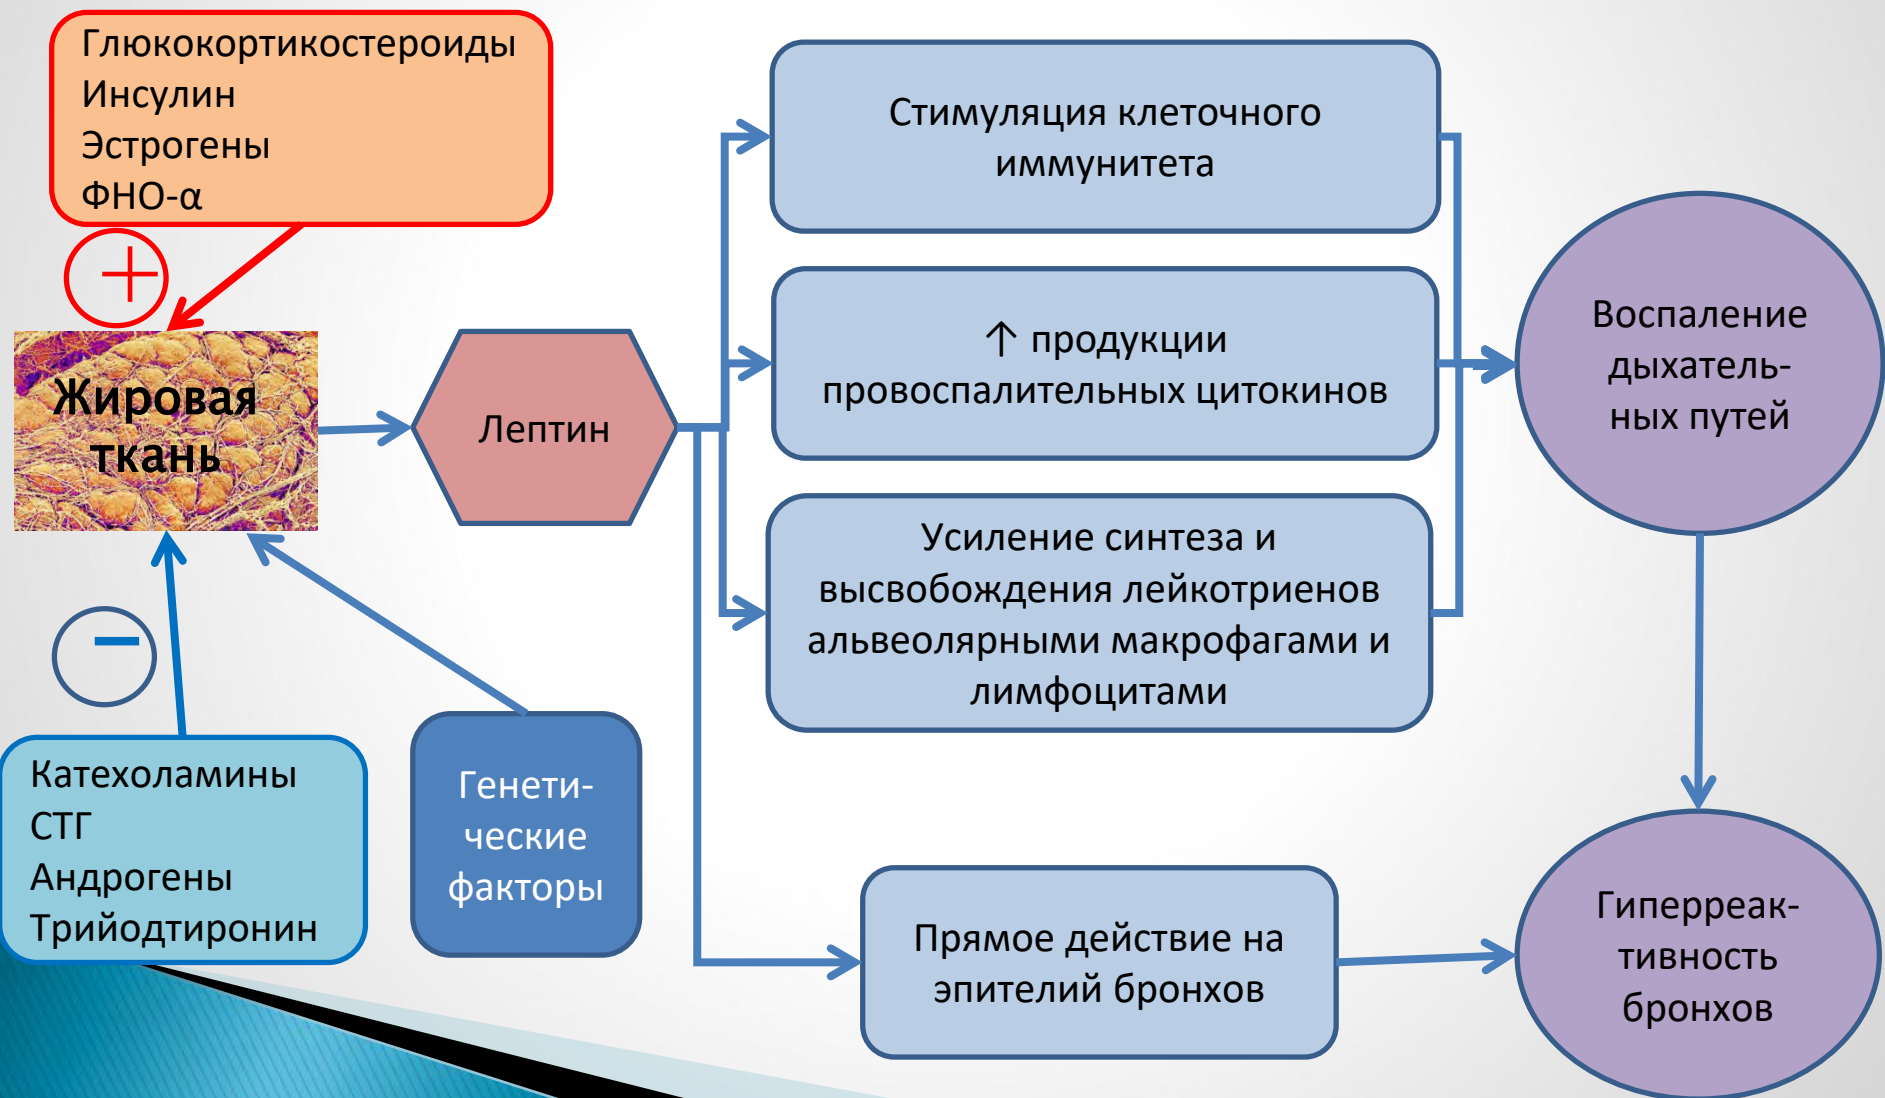 Глюкокортикостероиды
Инсулин
Эстрогены
ФНО-α
+
Жировая
ткань
−
Катехоламины
СТГ
Андрогены
Трийодтиронин
Генети-
ческие
факторы
Лептин
Стимуляция клеточного
иммунитета
↑ продукции
провоспалительных цитокинов
Усиление синтеза и
высвобождения лейкотриенов
альвеолярными макрофагами и
лимфоцитами
Прямое действие на
эпителий бронхов
Воспаление
дыхатель-
ных путей
Гиперреак-
тивность
бронхов